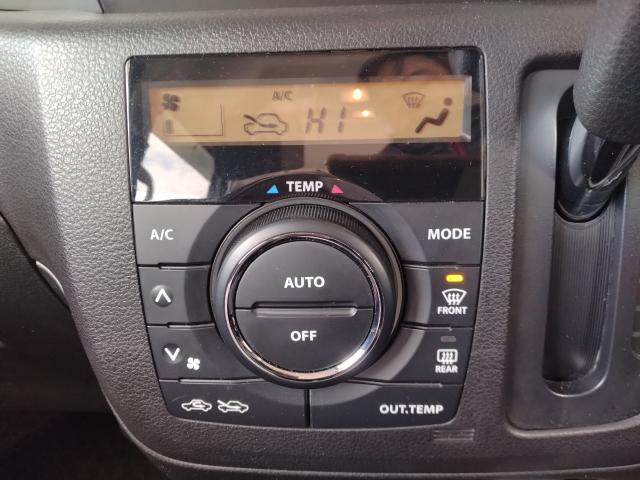 A/C
HI
TEMP
A/C
MODE
AUTO
OFF
FRONT
REAR
OUT.TEMP